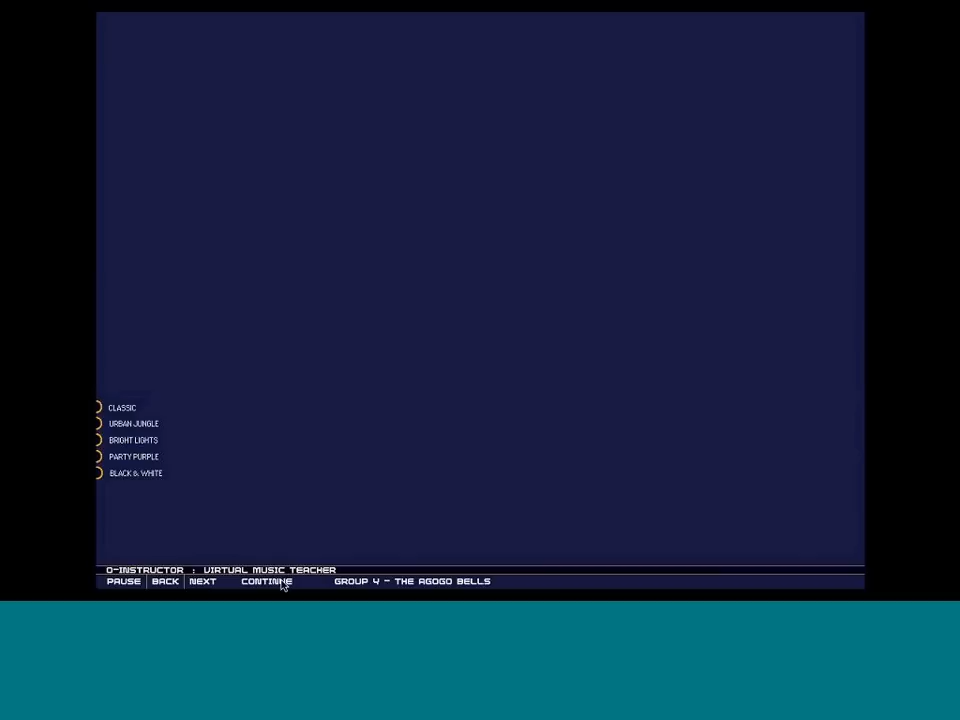 CLASSIC
URBAN JUNGLE
BRIGHT LIGHTS
PARTY PURPLE
BLACK & WHITE
O-INSTRUCTOR : VIRTUAL MUSIC TEACHER
PAUSE BACK NEXT CONTINUE GROUP 4 - THE AGOGO BELLS